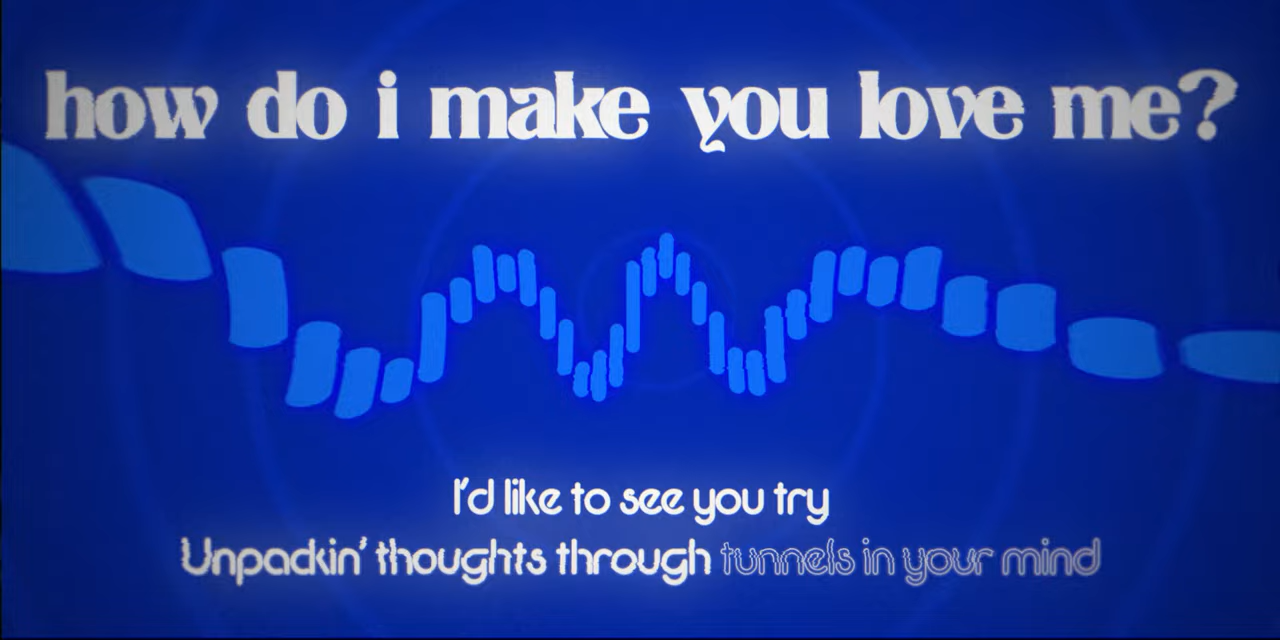 how do i make you love me?
I'd like to see you try
Unpackin' thoughts through tunnels in your mind